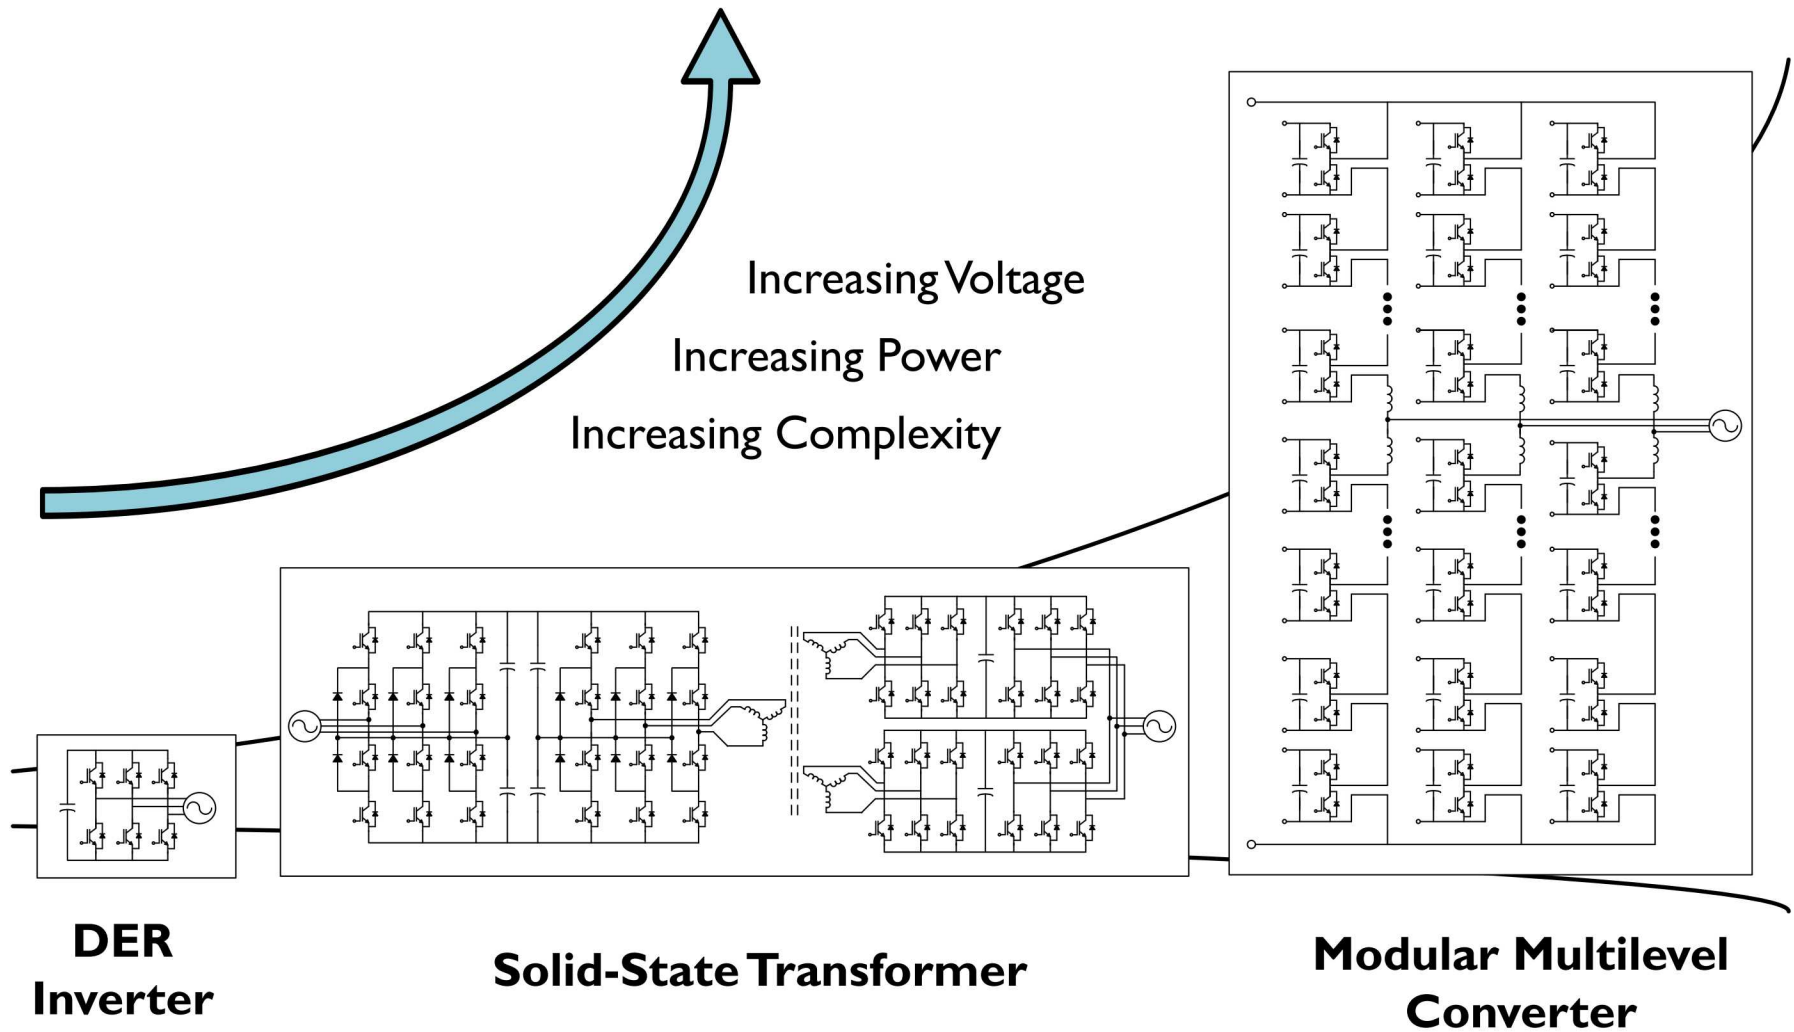 Increasing Voltage
Increasing Power
Increasing Complexity
DER
Inverter
Solid-State Transformer
Modular Multilevel
Converter